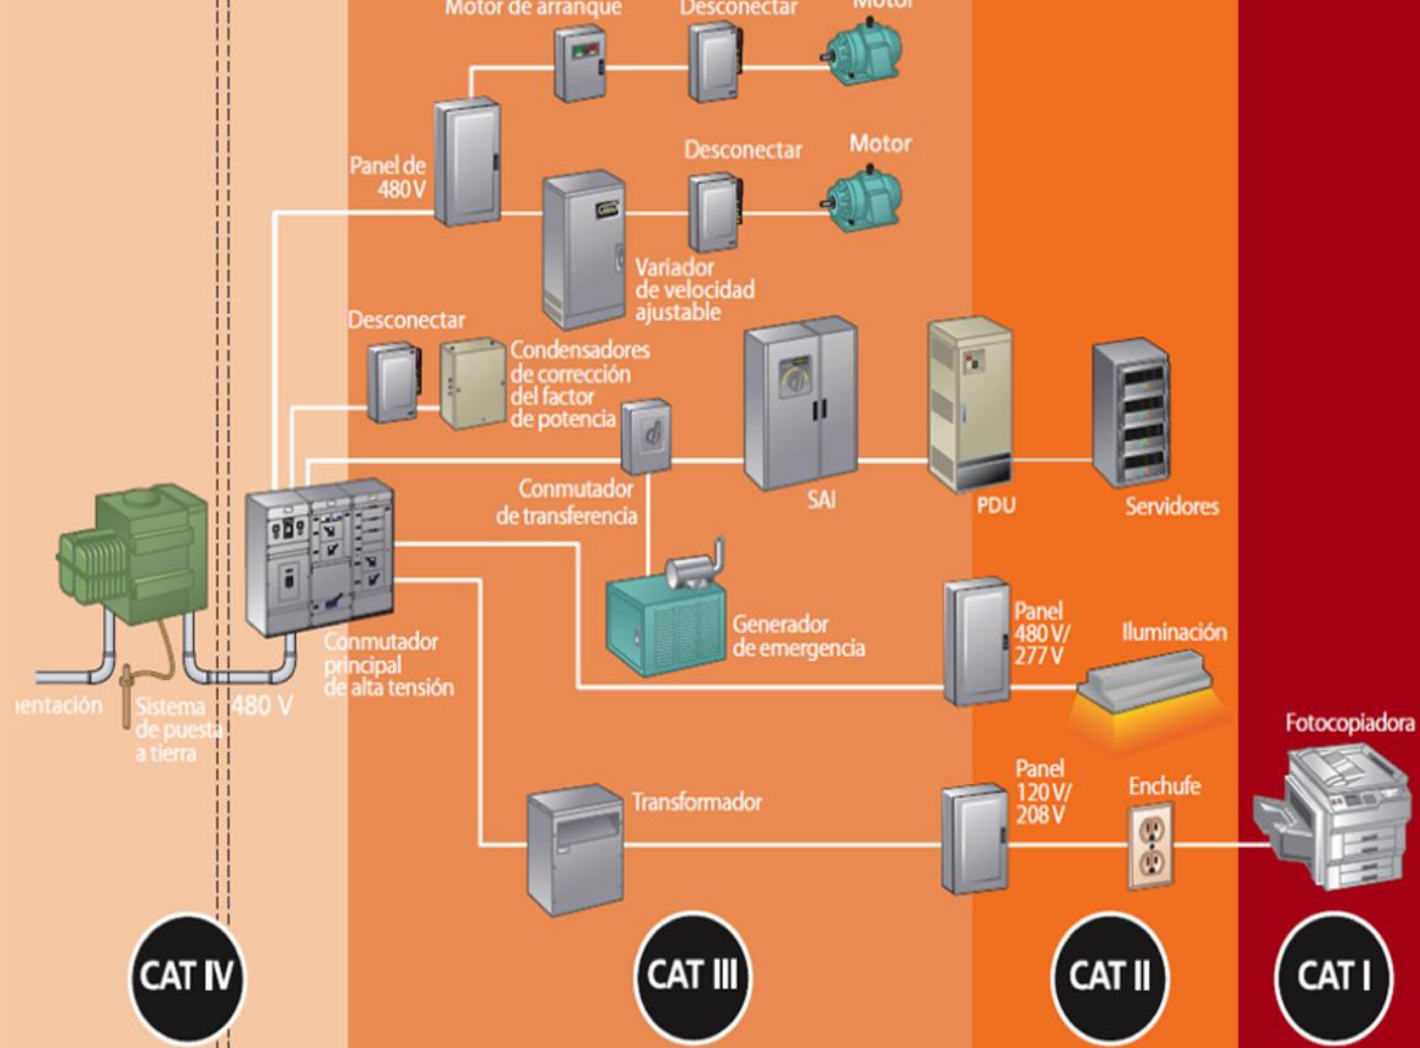 Motor de arranque
Desconectar
Motor
Desconectar
Motor
Panel de
480 V
Variador
de velocidad
ajustable
Desconectar
Condensadores
de corrección
del factor
de potencia
Conmutador
de transferencia
SAI
PDU
Servidores
Generador
de emergencia
Panel
480 V/
277 V
Iluminación
Conmutador
principal
de alta tensión
entación
Sistema
de puesta
a tierra
480 V
Fotocopiadora
Transformador
Panel
120 V/
208 V
Enchufe
CAT IV
CAT III
CAT II
CAT I